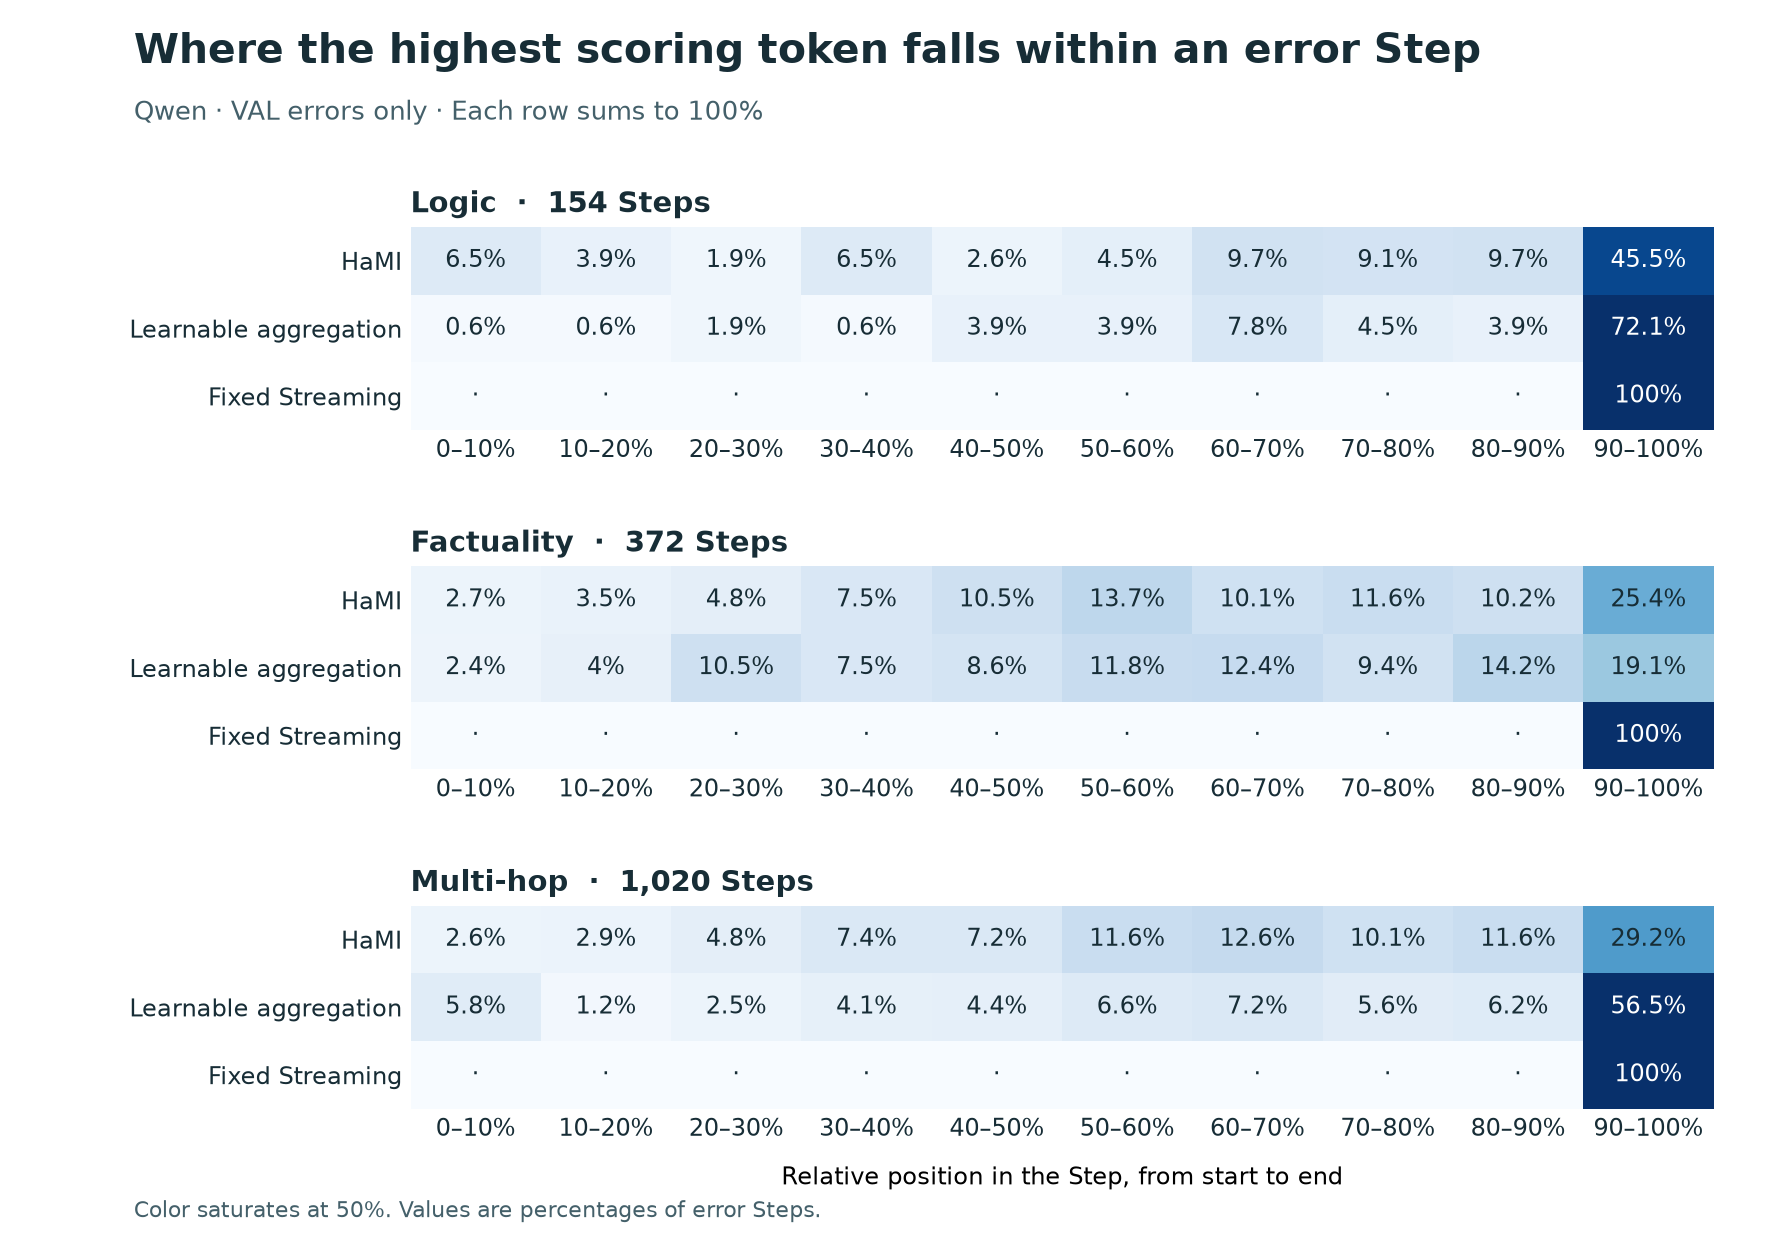 Where the highest scoring token falls within an error Step
Qwen · VAL errors only · Each row sums to 100%
Logic · 154 Steps
HaMI 6.5% 3.9% 1.9% 6.5% 2.6% 4.5% 9.7% 9.1% 9.7% 45.5%
Learnable aggregation 0.6% 0.6% 1.9% 0.6% 3.9% 3.9% 7.8% 4.5% 3.9% 72.1%
Fixed Streaming · · · · · · · · · 100%
0–10% 10–20% 20–30% 30–40% 40–50% 50–60% 60–70% 70–80% 80–90% 90–100%
Factuality · 372 Steps
HaMI 2.7% 3.5% 4.8% 7.5% 10.5% 13.7% 10.1% 11.6% 10.2% 25.4%
Learnable aggregation 2.4% 4% 10.5% 7.5% 8.6% 11.8% 12.4% 9.4% 14.2% 19.1%
Fixed Streaming · · · · · · · · · 100%
0–10% 10–20% 20–30% 30–40% 40–50% 50–60% 60–70% 70–80% 80–90% 90–100%
Multi-hop · 1,020 Steps
HaMI 2.6% 2.9% 4.8% 7.4% 7.2% 11.6% 12.6% 10.1% 11.6% 29.2%
Learnable aggregation 5.8% 1.2% 2.5% 4.1% 4.4% 6.6% 7.2% 5.6% 6.2% 56.5%
Fixed Streaming · · · · · · · · · 100%
0–10% 10–20% 20–30% 30–40% 40–50% 50–60% 60–70% 70–80% 80–90% 90–100%
Relative position in the Step, from start to end
Color saturates at 50%. Values are percentages of error Steps.